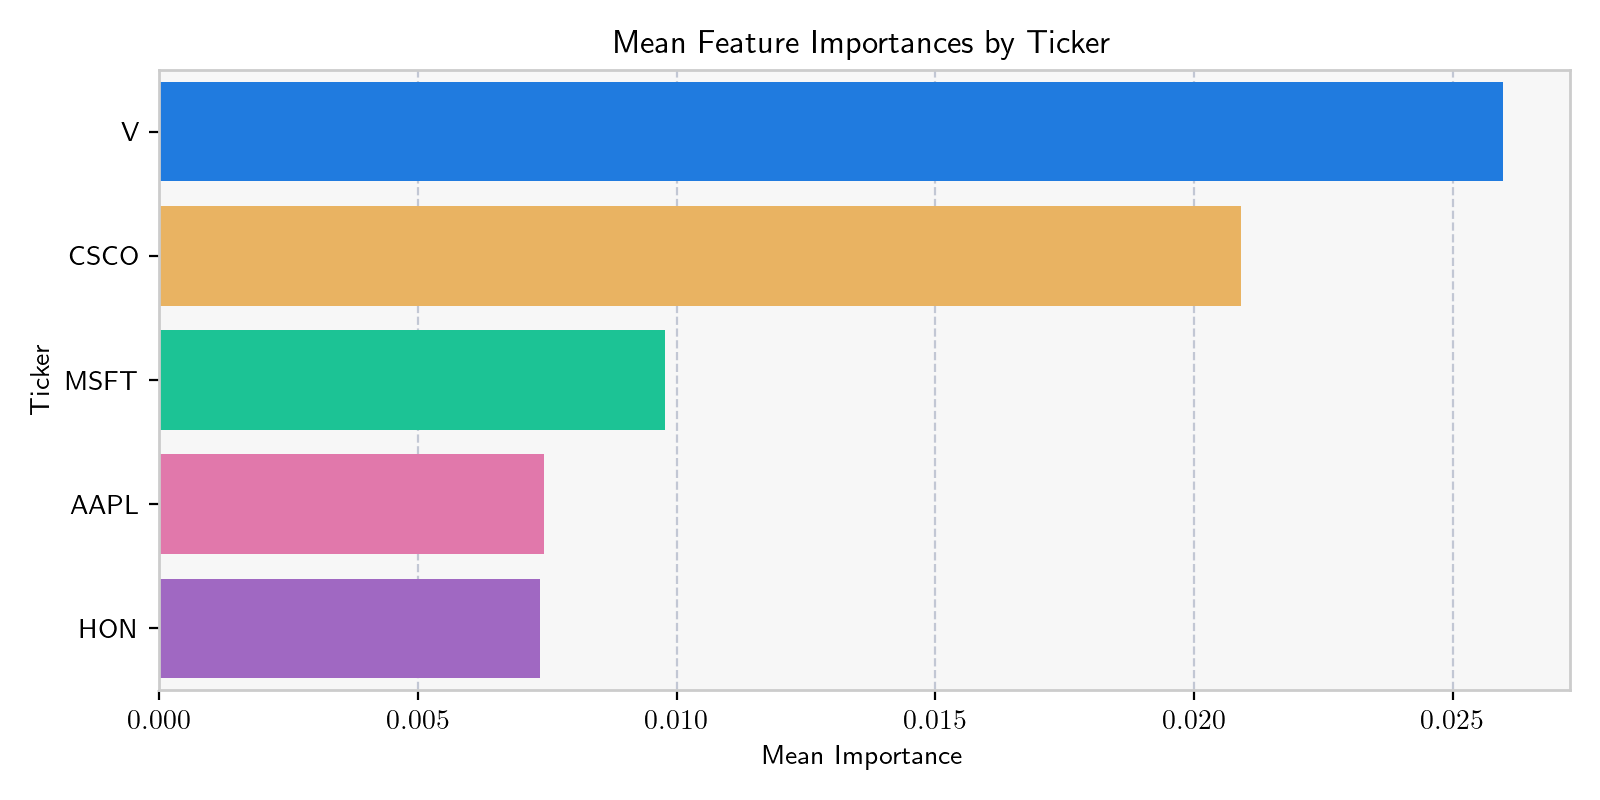 Mean Feature Importances by Ticker
Ticker
V
CSCO
MSFT
AAPL
HON
0.000 0.005 0.010 0.015 0.020 0.025
Mean Importance